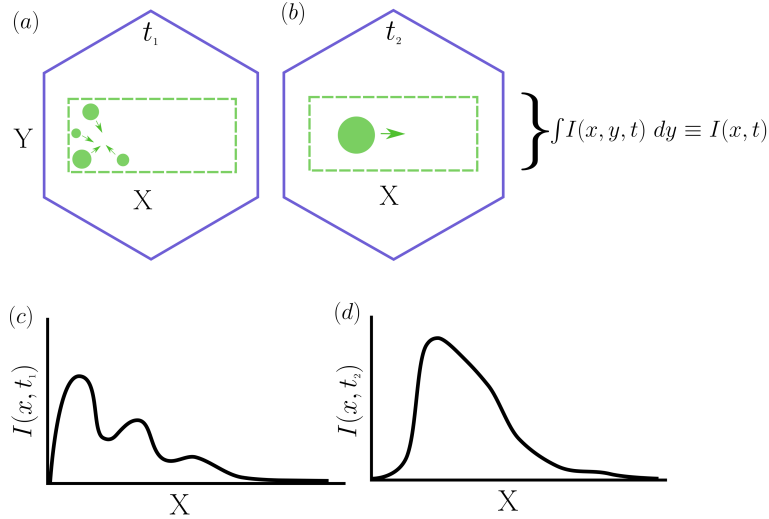 (a)
t₁
Y
X
(b)
t₂
X
∫I(x, y, t) dy ≡ I(x, t)
(c)
I(x, t₁)
X
(d)
I(x, t₂)
X